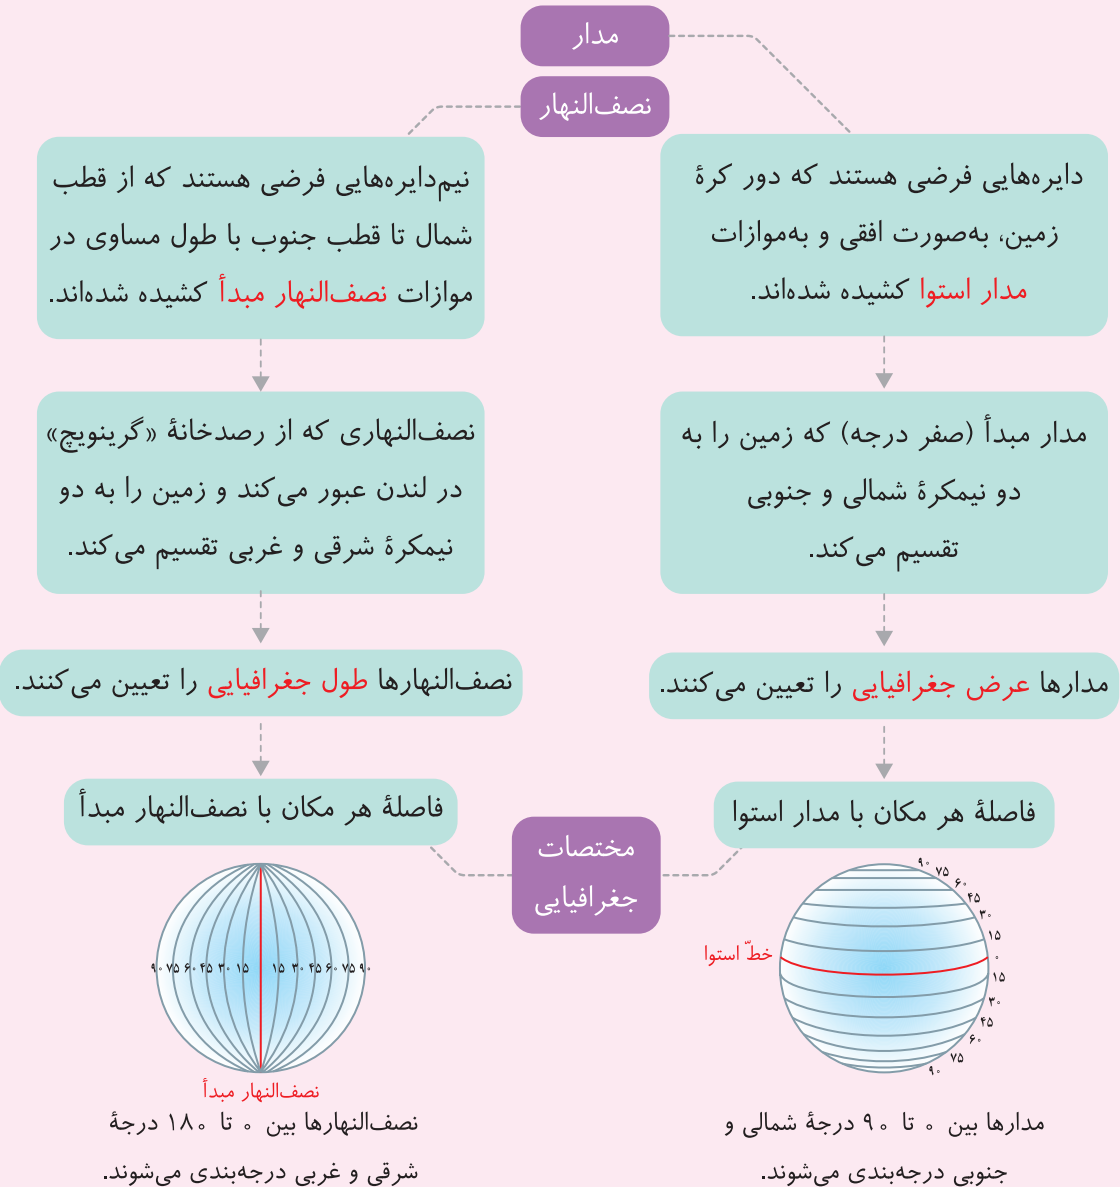 مدار
نصف‌النهار
دایره‌هایی فرضی هستند که دور کرهٔ
زمین، به‌صورت افقی و به‌موازات
مدار استوا کشیده شده‌اند.
مدار مبدأ (صفر درجه) که زمین را به
دو نیمکرهٔ شمالی و جنوبی
تقسیم می‌کند.
مدارها عرض جغرافیایی را تعیین می‌کنند.
فاصلهٔ هر مکان با مدار استوا
نیم‌دایره‌هایی فرضی هستند که از قطب
شمال تا قطب جنوب با طول مساوی در
موازات نصف‌النهار مبدأ کشیده شده‌اند.
نصف‌النهاری که از رصدخانهٔ «گرینویچ»
در لندن عبور می‌کند و زمین را به دو
نیمکرهٔ شرقی و غربی تقسیم می‌کند.
نصف‌النهارها طول جغرافیایی را تعیین می‌کنند.
فاصلهٔ هر مکان با نصف‌النهار مبدأ
مختصات
جغرافیایی
۹۰
۷۵
۶۰
۴۵
۳۰
۱۵
۰
۱۵
۳۰
۴۵
۶۰
۷۵
۹۰
خطّ استوا
مدارها بین ۰ تا ۹۰ درجهٔ شمالی و
جنوبی درجه‌بندی می‌شوند.
۹۰ ۷۵ ۶۰ ۴۵ ۳۰ ۱۵ ۱۵ ۳۰ ۴۵ ۶۰ ۷۵ ۹۰
نصف‌النهار مبدأ
نصف‌النهارها بین ۰ تا ۱۸۰ درجهٔ
شرقی و غربی درجه‌بندی می‌شوند.